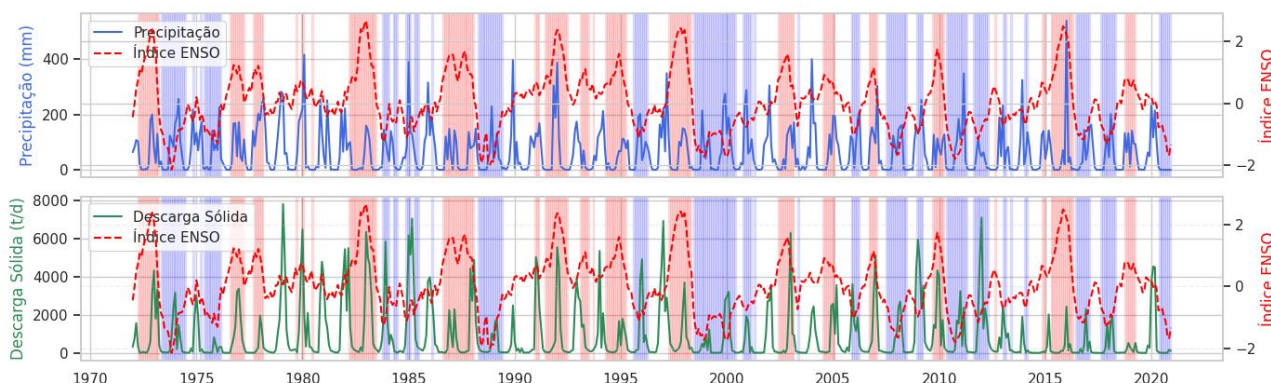 Precipitação (mm)
400
200
0
Precipitação
Índice ENSO
2
0
−2
Índice ENSO
Descarga Sólida (t/d)
8000
6000
4000
2000
0
Descarga Sólida
Índice ENSO
2
0
−2
Índice ENSO
1970 1975 1980 1985 1990 1995 2000 2005 2010 2015 2020